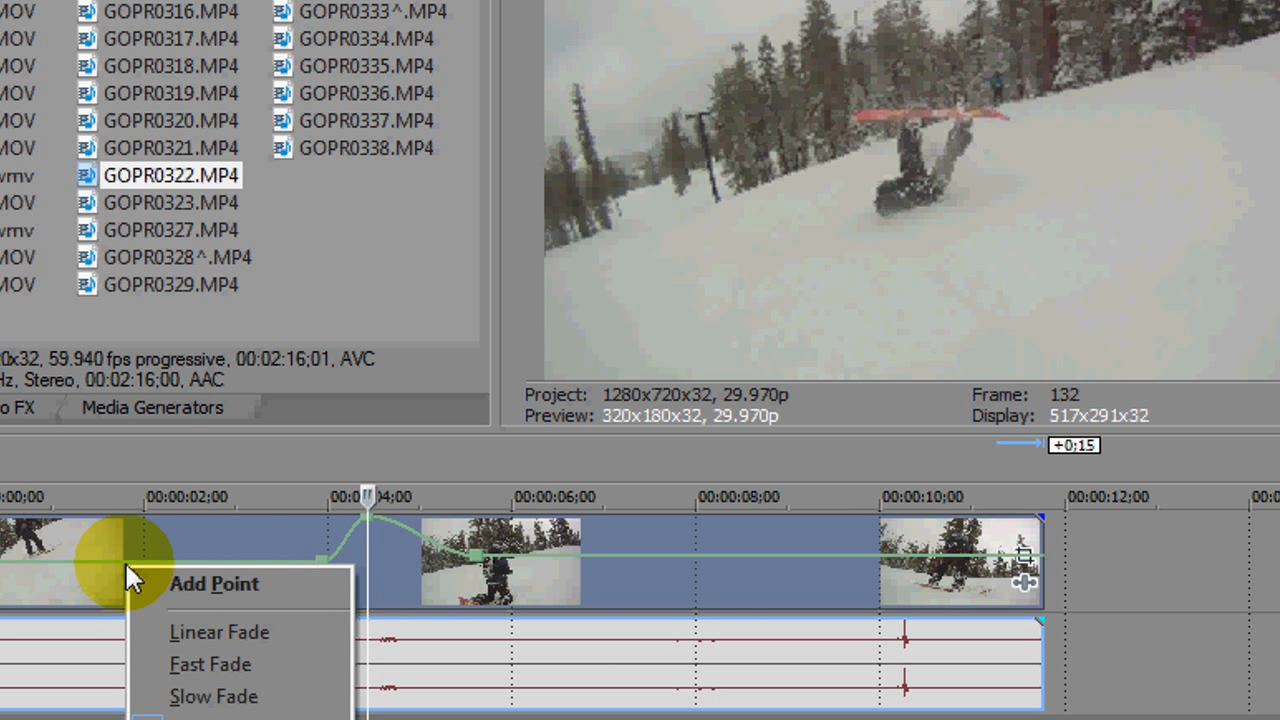 MOV GOPR0316.MP4 GOPR0333^.MP4
MOV GOPR0317.MP4 GOPR0334.MP4
MOV GOPR0318.MP4 GOPR0335.MP4
MOV GOPR0319.MP4 GOPR0336.MP4
MOV GOPR0320.MP4 GOPR0337.MP4
MOV GOPR0321.MP4 GOPR0338.MP4
wmv GOPR0322.MP4
MOV GOPR0323.MP4
wmv GOPR0327.MP4
MOV GOPR0328^.MP4
MOV GOPR0329.MP4
0x32, 59.940 fps progressive, 00:02:16;01, AVC
Hz, Stereo, 00:02:16;00, AAC
o FX Media Generators
Project: 1280x720x32, 29.970p Frame: 132
Preview: 320x180x32, 29.970p Display: 517x291x32
+0;15
:00;00 00:00:02;00 00:0 04;00 00:00:06;00 00:00:08;00 00:00:10;00 00:00:12;00 00:0
Add Point
Linear Fade
Fast Fade
Slow Fade